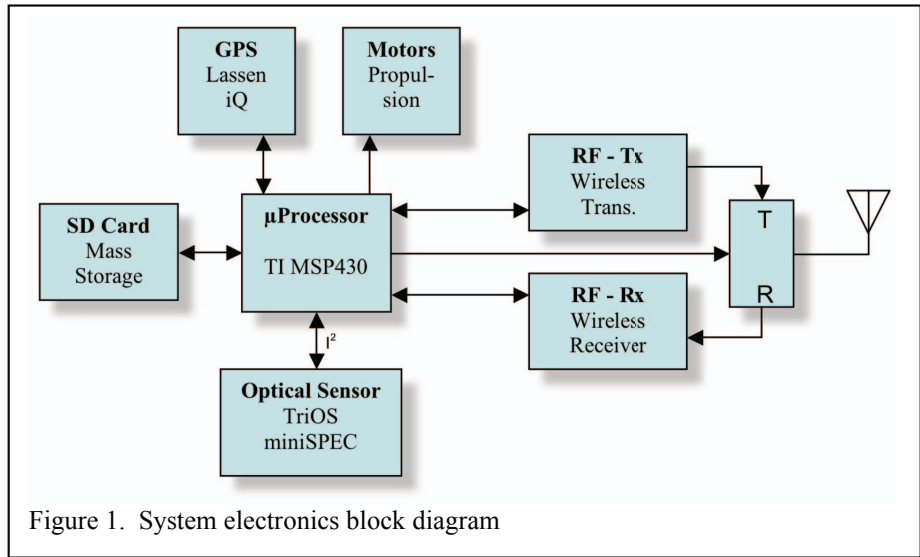 GPS
Lassen
iQ
Motors
Propul-
sion
RF - Tx
Wireless
Trans.
SD Card
Mass
Storage
µProcessor
TI MSP430
T
R
RF - Rx
Wireless
Receiver
I²
Optical Sensor
TriOS
miniSPEC
Figure 1. System electronics block diagram